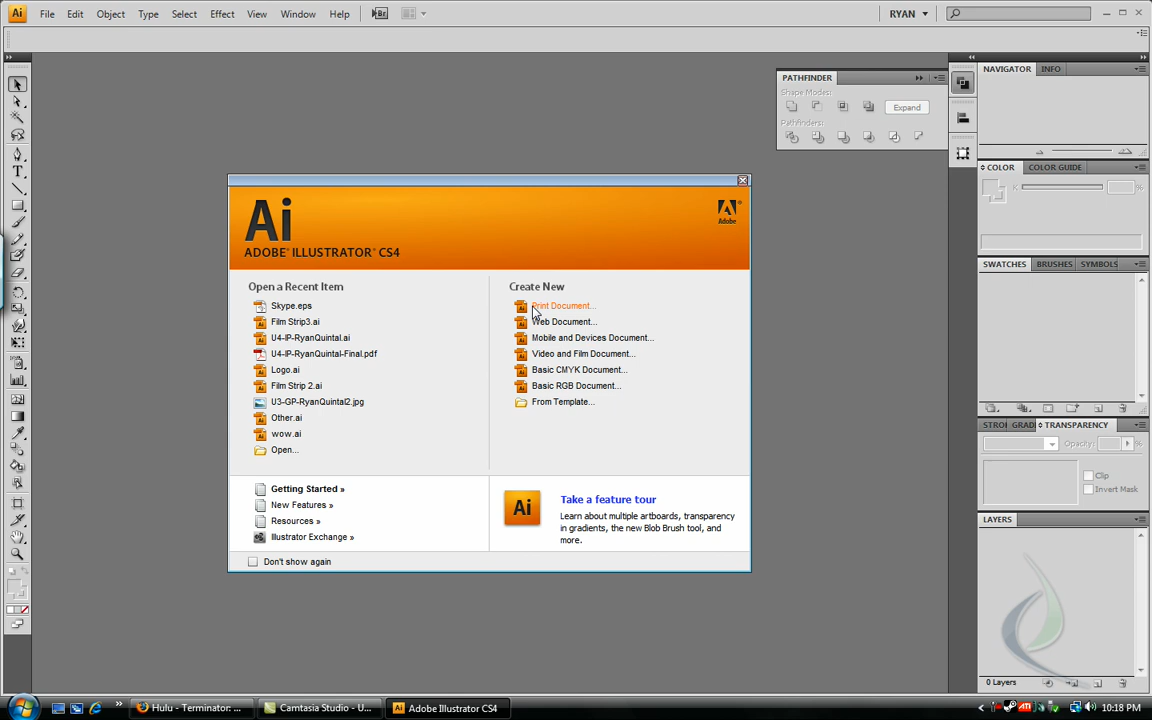 Ai File Edit Object Type Select Effect View Window Help Br RYAN
PATHFINDER
Shape Modes:
Expand
Pathfinders:
NAVIGATOR INFO
COLOR COLOR GUIDE
K %
SWATCHES BRUSHES SYMBOLS
STRO GRAD TRANSPARENCY
Opacity: %
Clip
Invert Mask
LAYERS
0 Layers
Ai
ADOBE® ILLUSTRATOR® CS4
Adobe
Open a Recent Item
Skype.eps
Film Strip3.ai
U4-IP-RyanQuintal.ai
U4-IP-RyanQuintal-Final.pdf
Logo.ai
Film Strip 2.ai
U3-GP-RyanQuintal2.jpg
Other.ai
wow.ai
Open...
Create New
Print Document...
Web Document...
Mobile and Devices Document...
Video and Film Document...
Basic CMYK Document...
Basic RGB Document...
From Template...
Getting Started »
New Features »
Resources »
Illustrator Exchange »
Ai
Take a feature tour
Learn about multiple artboards, transparency
in gradients, the new Blob Brush tool, and
more.
Don't show again
Hulu - Terminator: ... Camtasia Studio - U... Adobe Illustrator CS4 ATI 10:18 PM